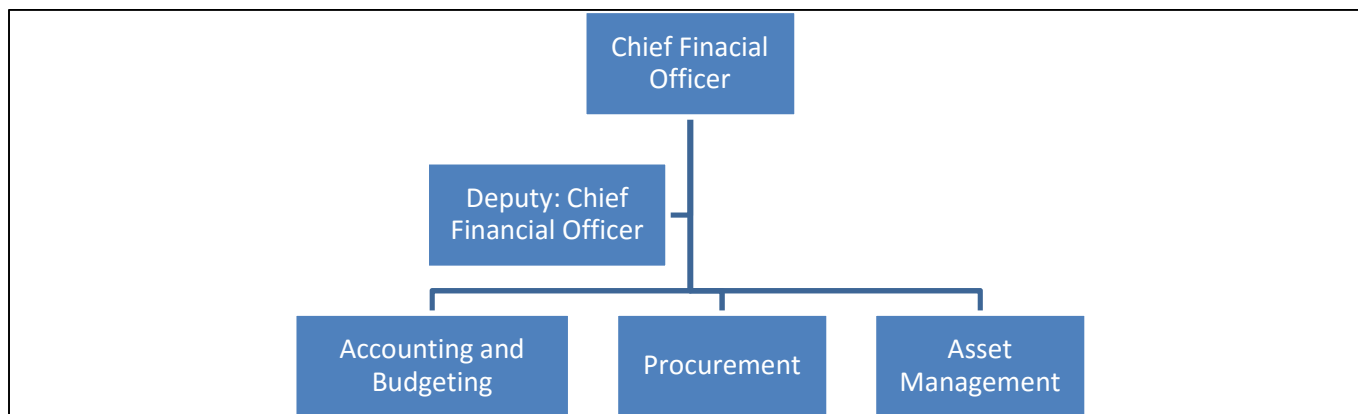 Chief Finacial
Officer
Deputy: Chief
Financial Officer
Accounting and
Budgeting
Procurement
Asset
Management